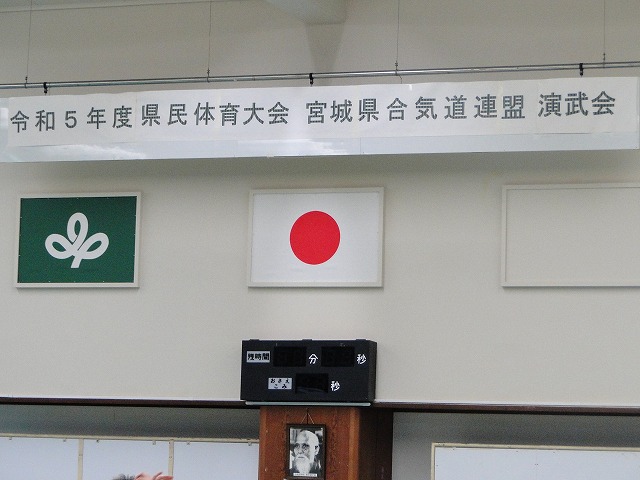 令和5年度県民体育大会 宮城県合気道連盟 演武会
残時間 分 秒
おさえこみ 秒